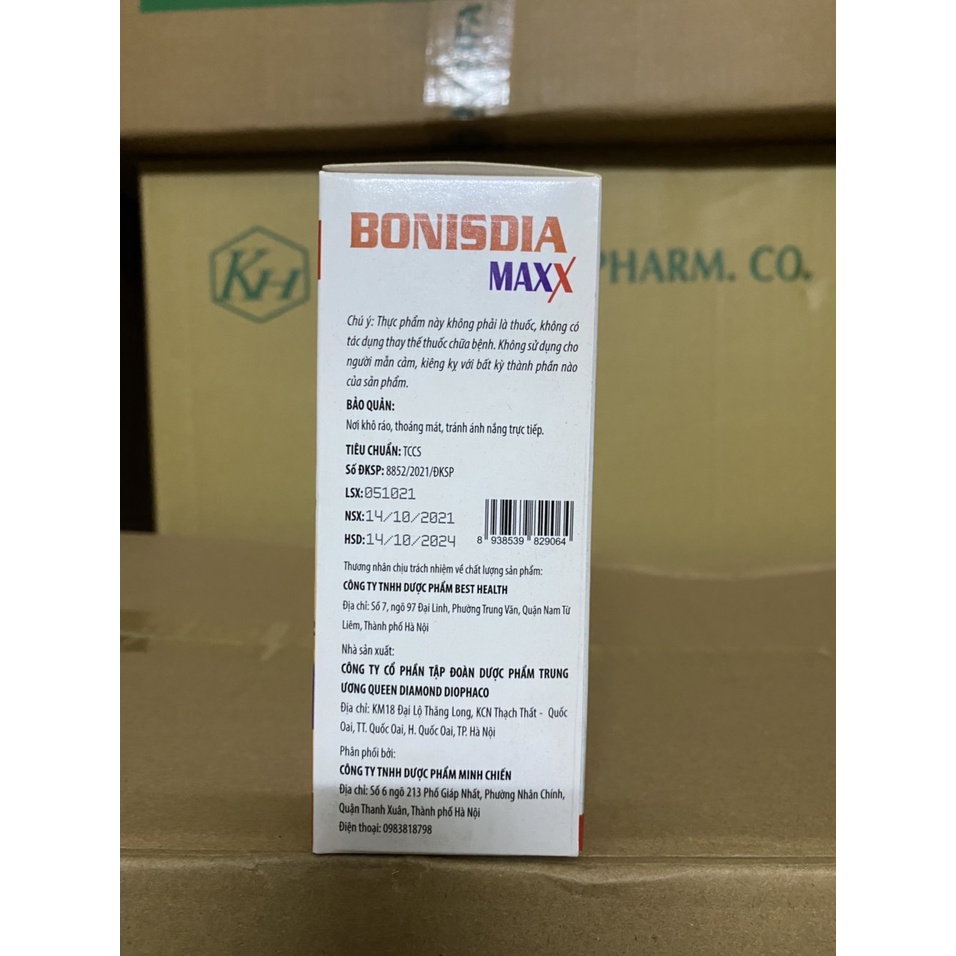 KH
PHARM. CO.
BONISDIA
MAXX
Chú ý: Thực phẩm này không phải là thuốc, không có
tác dụng thay thế thuốc chữa bệnh. Không sử dụng cho
người mẫn cảm, kiêng kỵ với bất kỳ thành phần nào
của sản phẩm.
BẢO QUẢN:
Nơi khô ráo, thoáng mát, tránh ánh nắng trực tiếp.
TIÊU CHUẨN: TCCS
Số ĐKSP: 8852/2021/ĐKSP
LSX: 051021
NSX: 14/10/2021
HSD: 14/10/2024
8 938539 829064
Thương nhân chịu trách nhiệm về chất lượng sản phẩm:
CÔNG TY TNHH DƯỢC PHẨM BEST HEALTH
Địa chỉ: Số 7, ngõ 97 Đại Linh, Phường Trung Văn, Quận Nam Từ
Liêm, Thành phố Hà Nội
Nhà sản xuất:
CÔNG TY CỔ PHẦN TẬP ĐOÀN DƯỢC PHẨM TRUNG
ƯƠNG QUEEN DIAMOND DIOPHACO
Địa chỉ: KM18 Đại Lộ Thăng Long, KCN Thạch Thất - Quốc
Oai, TT. Quốc Oai, H. Quốc Oai, TP. Hà Nội
Phân phối bởi:
CÔNG TY TNHH DƯỢC PHẨM MINH CHIẾN
Địa chỉ: Số 6 ngõ 213 Phố Giáp Nhất, Phường Nhân Chính,
Quận Thanh Xuân, Thành phố Hà Nội
Điện thoại: 0983818798